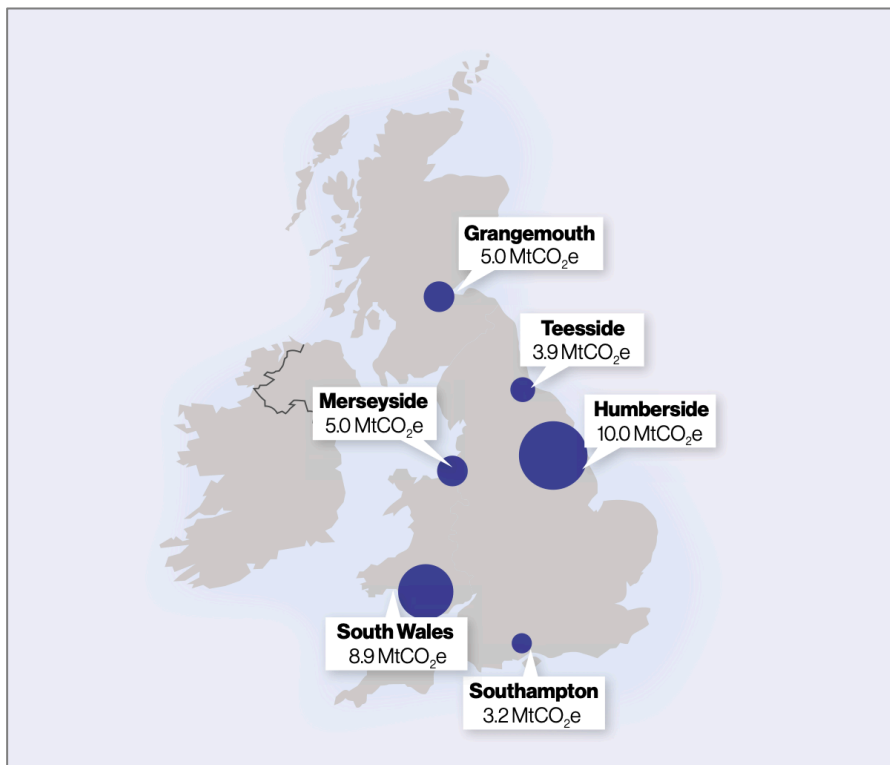 Grangemouth
5.0 MtCO₂e
Teesside
3.9 MtCO₂e
Merseyside
5.0 MtCO₂e
Humberside
10.0 MtCO₂e
South Wales
8.9 MtCO₂e
Southampton
3.2 MtCO₂e